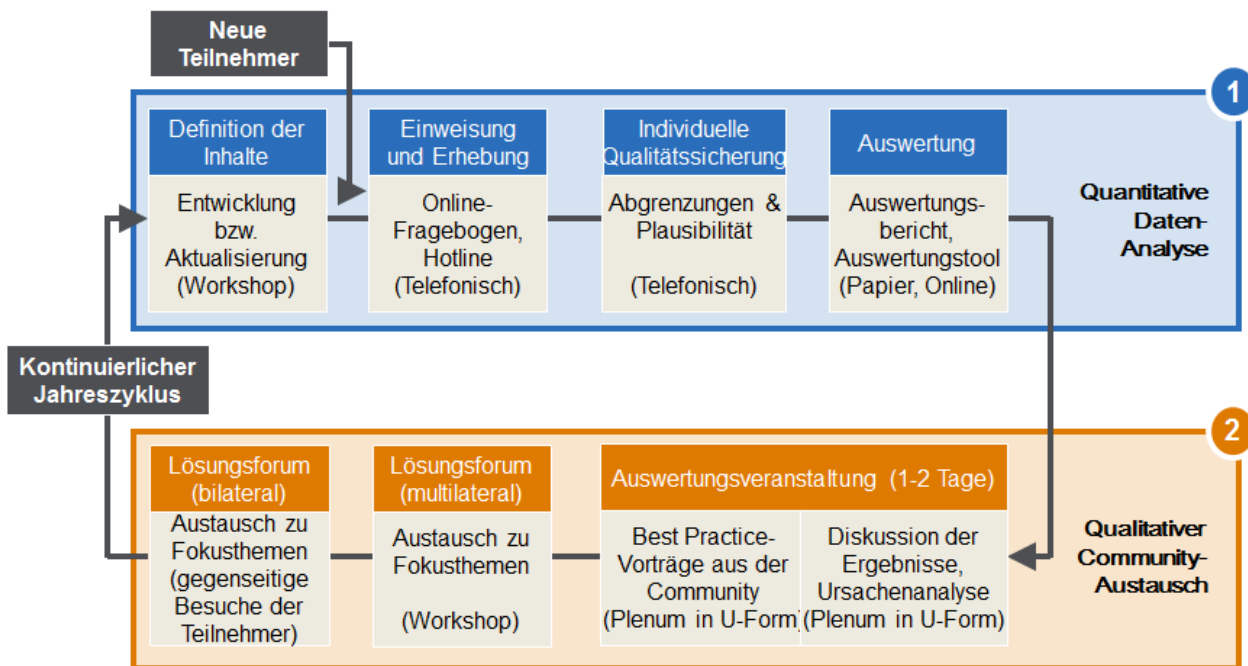 Neue
Teilnehmer
1
Definition der
Inhalte
Entwicklung
bzw.
Aktualisierung
(Workshop)
Einweisung
und Erhebung
Online-
Fragebogen,
Hotline
(Telefonisch)
Individuelle
Qualitätssicherung
Abgrenzungen &
Plausibilität
(Telefonisch)
Auswertung
Auswertungs-
bericht,
Auswertungstool
(Papier, Online)
Quantitative
Daten-
Analyse
Kontinuierlicher
Jahreszyklus
2
Lösungsforum
(bilateral)
Austausch zu
Fokusthemen
(gegenseitige
Besuche der
Teilnehmer)
Lösungsforum
(multilateral)
Austausch zu
Fokusthemen
(Workshop)
Auswertungsveranstaltung (1-2 Tage)
Best Practice-
Vorträge aus der
Community
(Plenum in U-Form)
Diskussion der
Ergebnisse,
Ursachenanalyse
(Plenum in U-Form)
Qualitativer
Community-
Austausch